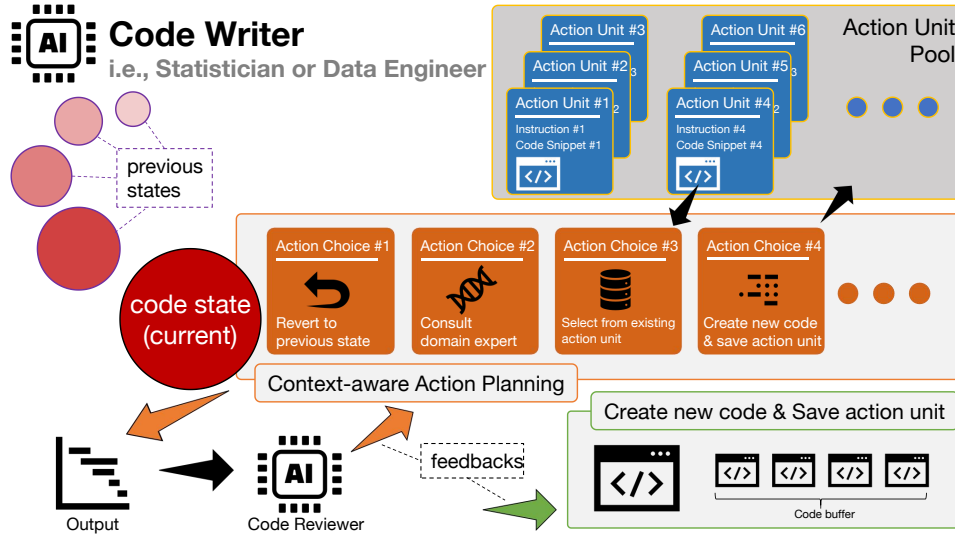 AI
Code Writer
i.e., Statistician or Data Engineer
previous
states
code state
(current)
Action Unit
Pool
Action Unit #3
3
Action Unit #2
2
Action Unit #1
Instruction #1
Code Snippet #1
</>
Action Unit #6
3
Action Unit #5
2
Action Unit #4
Instruction #4
Code Snippet #4
</>
Action Choice #1
Revert to
previous state
Action Choice #2
Consult
domain expert
Action Choice #3
Select from existing
action unit
Action Choice #4
Create new code
& save action unit
Context-aware Action Planning
Output
AI
Code Reviewer
feedbacks
Create new code & Save action unit
</>
</> </> </> </>
Code buffer